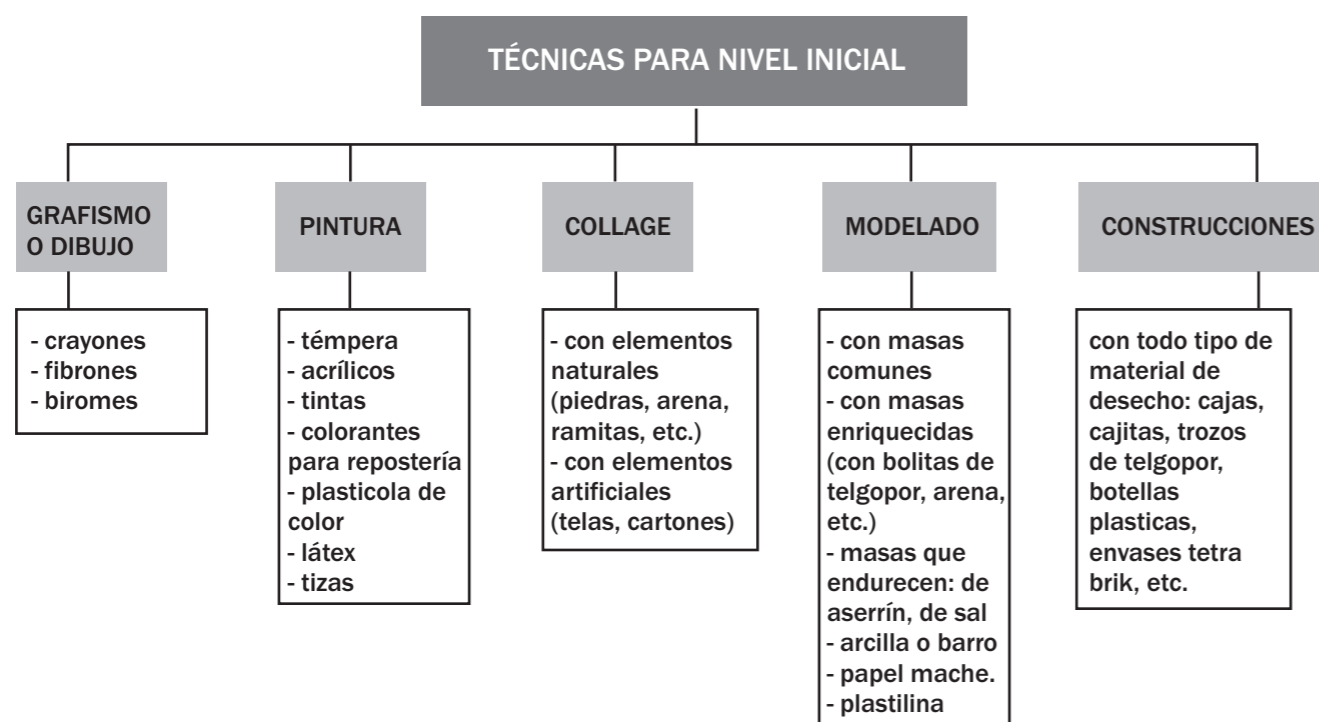 TÉCNICAS PARA NIVEL INICIAL
GRAFISMO
O DIBUJO
- crayones
- fibrones
- biromes
PINTURA
- témpera
- acrílicos
- tintas
- colorantes
para repostería
- plasticola de
color
- látex
- tizas
COLLAGE
- con elementos
naturales
(piedras, arena,
ramitas, etc.)
- con elementos
artificiales
(telas, cartones)
MODELADO
- con masas
comunes
- con masas
enriquecidas
(con bolitas de
telgopor, arena,
etc.)
- masas que
endurecen: de
aserrín, de sal
- arcilla o barro
- papel mache.
- plastilina
CONSTRUCCIONES
con todo tipo de
material de
desecho: cajas,
cajitas, trozos
de telgopor,
botellas
plasticas,
envases tetra
brik, etc.